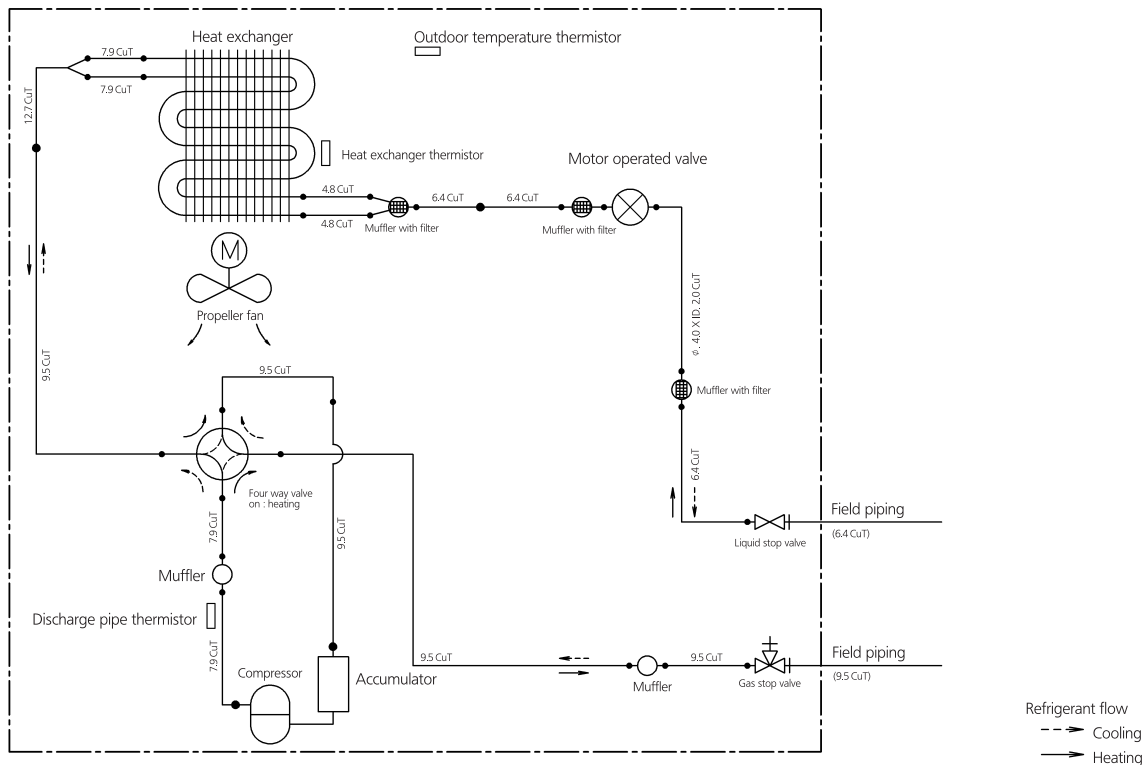 Heat exchanger
Outdoor temperature thermistor
7.9 CuT
7.9 CuT
12.7 CuT
Heat exchanger thermistor
Motor operated valve
4.8 CuT
4.8 CuT
6.4 CuT
6.4 CuT
Muffler with filter
Muffler with filter
M
Propeller fan
φ. 4.0 X ID. 2.0 CuT
9.5 CuT
9.5 CuT
Muffler with filter
6.4 CuT
Four way valve
on : heating
7.9 CuT
9.5 CuT
Field piping
(6.4 CuT)
Liquid stop valve
Muffler
Discharge pipe thermistor
7.9 CuT
Compressor
Accumulator
9.5 CuT
9.5 CuT
Muffler
Gas stop valve
Field piping
(9.5 CuT)
Refrigerant flow
Cooling
Heating